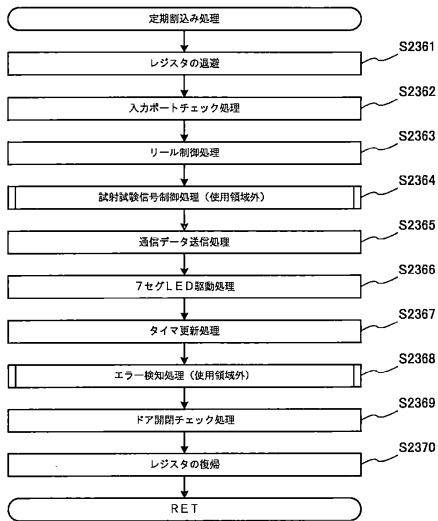 定期割込み処理
レジスタの退避
S2361
入力ポートチェック処理
S2362
リール制御処理
S2363
試射試験信号制御処理（使用領域外）
S2364
通信データ送信処理
S2365
7セグLED駆動処理
S2366
タイマ更新処理
S2367
エラー検知処理（使用領域外）
S2368
ドア開閉チェック処理
S2369
レジスタの復帰
S2370
RET